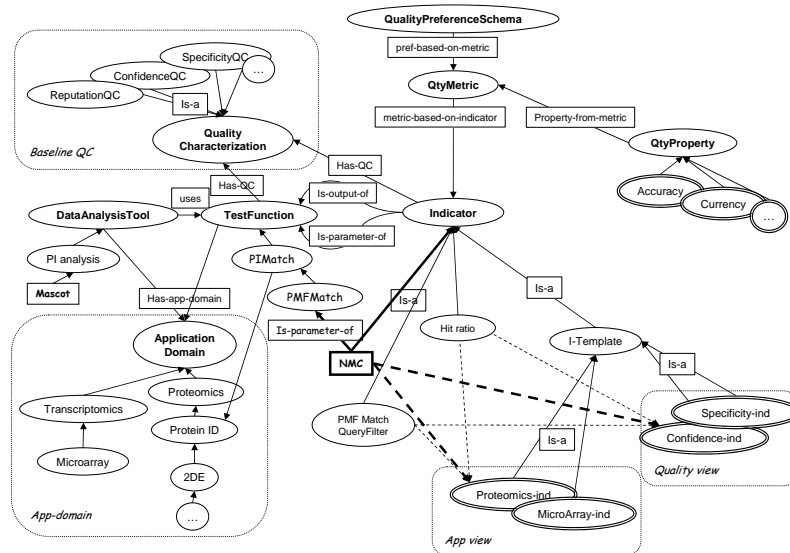 QualityPreferenceSchema
pref-based-on-metric
SpecificityQC
...
ConfidenceQC
ReputationQC
Is-a
QtyMetric
metric-based-on-indicator
Property-from-metric
Quality
Characterization
Baseline QC
QtyProperty
Has-QC
Has-QC
Accuracy
Currency
...
uses
Is-output-of
DataAnalysisTool
TestFunction
Indicator
Is-parameter-of
PI analysis
PIMatch
Mascot
Has-app-domain
PMFMatch
Is-a
Is-a
Is-parameter-of
Hit ratio
I-Template
Application
Domain
NMC
Is-a
Proteomics
Transcriptomics
Protein ID
PMF Match
QueryFilter
Specificity-ind
Confidence-ind
Is-a
Microarray
2DE
Quality view
...
Proteomics-ind
MicroArray-ind
App-domain
App view